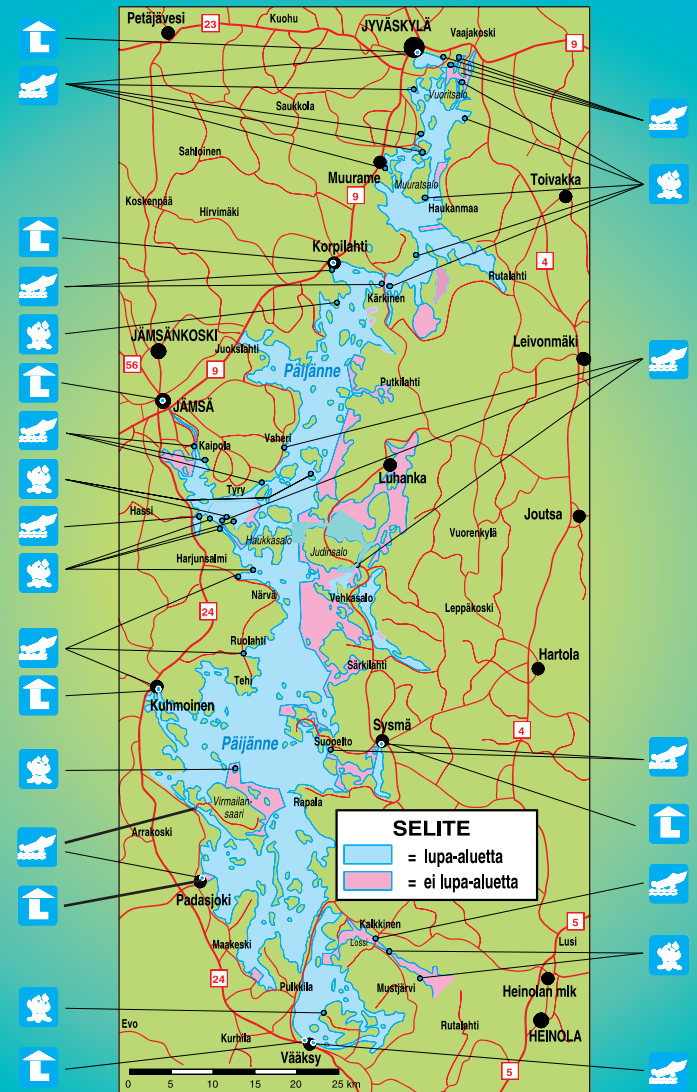 Petäjävesi
Kuohu
23
JYVÄSKYLÄ
Vaajakoski
9
Vuoritsalo
Saukkola
Sahloinen
Muurame
Muuratsalo
Toivakka
Koskenpää
Hirvimäki
9
Haukanmaa
Korpilahti
4
Rutalahti
Kärkinen
JÄMSÄNKOSKI
Juokslahti
Leivonmäki
56
9
Päijänne
Putkilahti
JÄMSÄ
Kaipola
Vaheri
Luhanka
Tyry
Hassi
Joutsa
Haukkasalo
Judinsalo
Vuorenkylä
Harjunsalmi
Närvä
Vehkasalo
Leppäkoski
24
Ruolahti
Särkilahti
Hartola
Tehi
Kuhmoinen
Sysmä
4
Päijänne
Suopelto
Virmailan-
saari
Rapala
Arrakoski
SELITE
= lupa-aluetta
= ei lupa-aluetta
Padasjoki
Kalkkinen
5
Lossi
Lusi
Maakeski
24
Pulkkila
Mustjärvi
Heinolan mlk
Evo
Kurhila
Rutalahti
HEINOLA
Vääksy
5
0 5 10 15 20 25 km